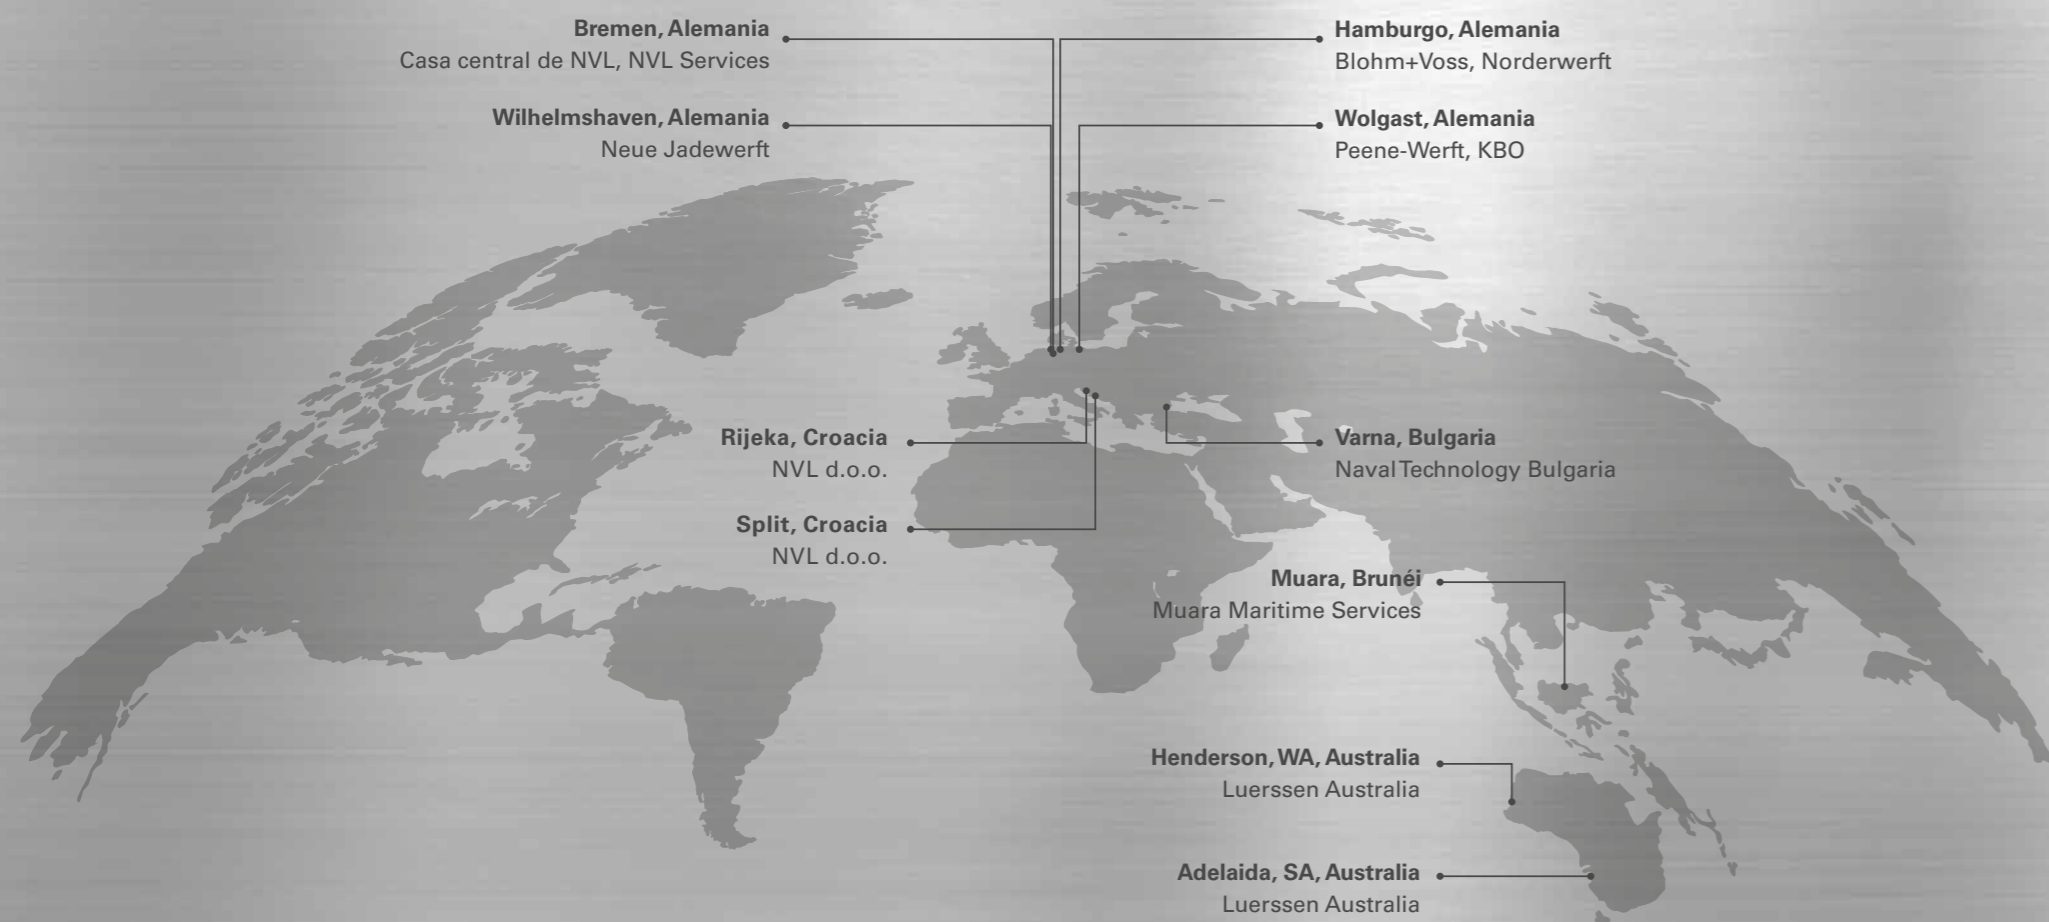 Bremen, Alemania
Casa central de NVL, NVL Services
Hamburgo, Alemania
Blohm+Voss, Norderwerft
Wilhelmshaven, Alemania
Neue Jadewerft
Wolgast, Alemania
Peene-Werft, KBO
Rijeka, Croacia
NVL d.o.o.
Varna, Bulgaria
Naval Technology Bulgaria
Split, Croacia
NVL d.o.o.
Muara, Brunéi
Muara Maritime Services
Henderson, WA, Australia
Luerssen Australia
Adelaida, SA, Australia
Luerssen Australia